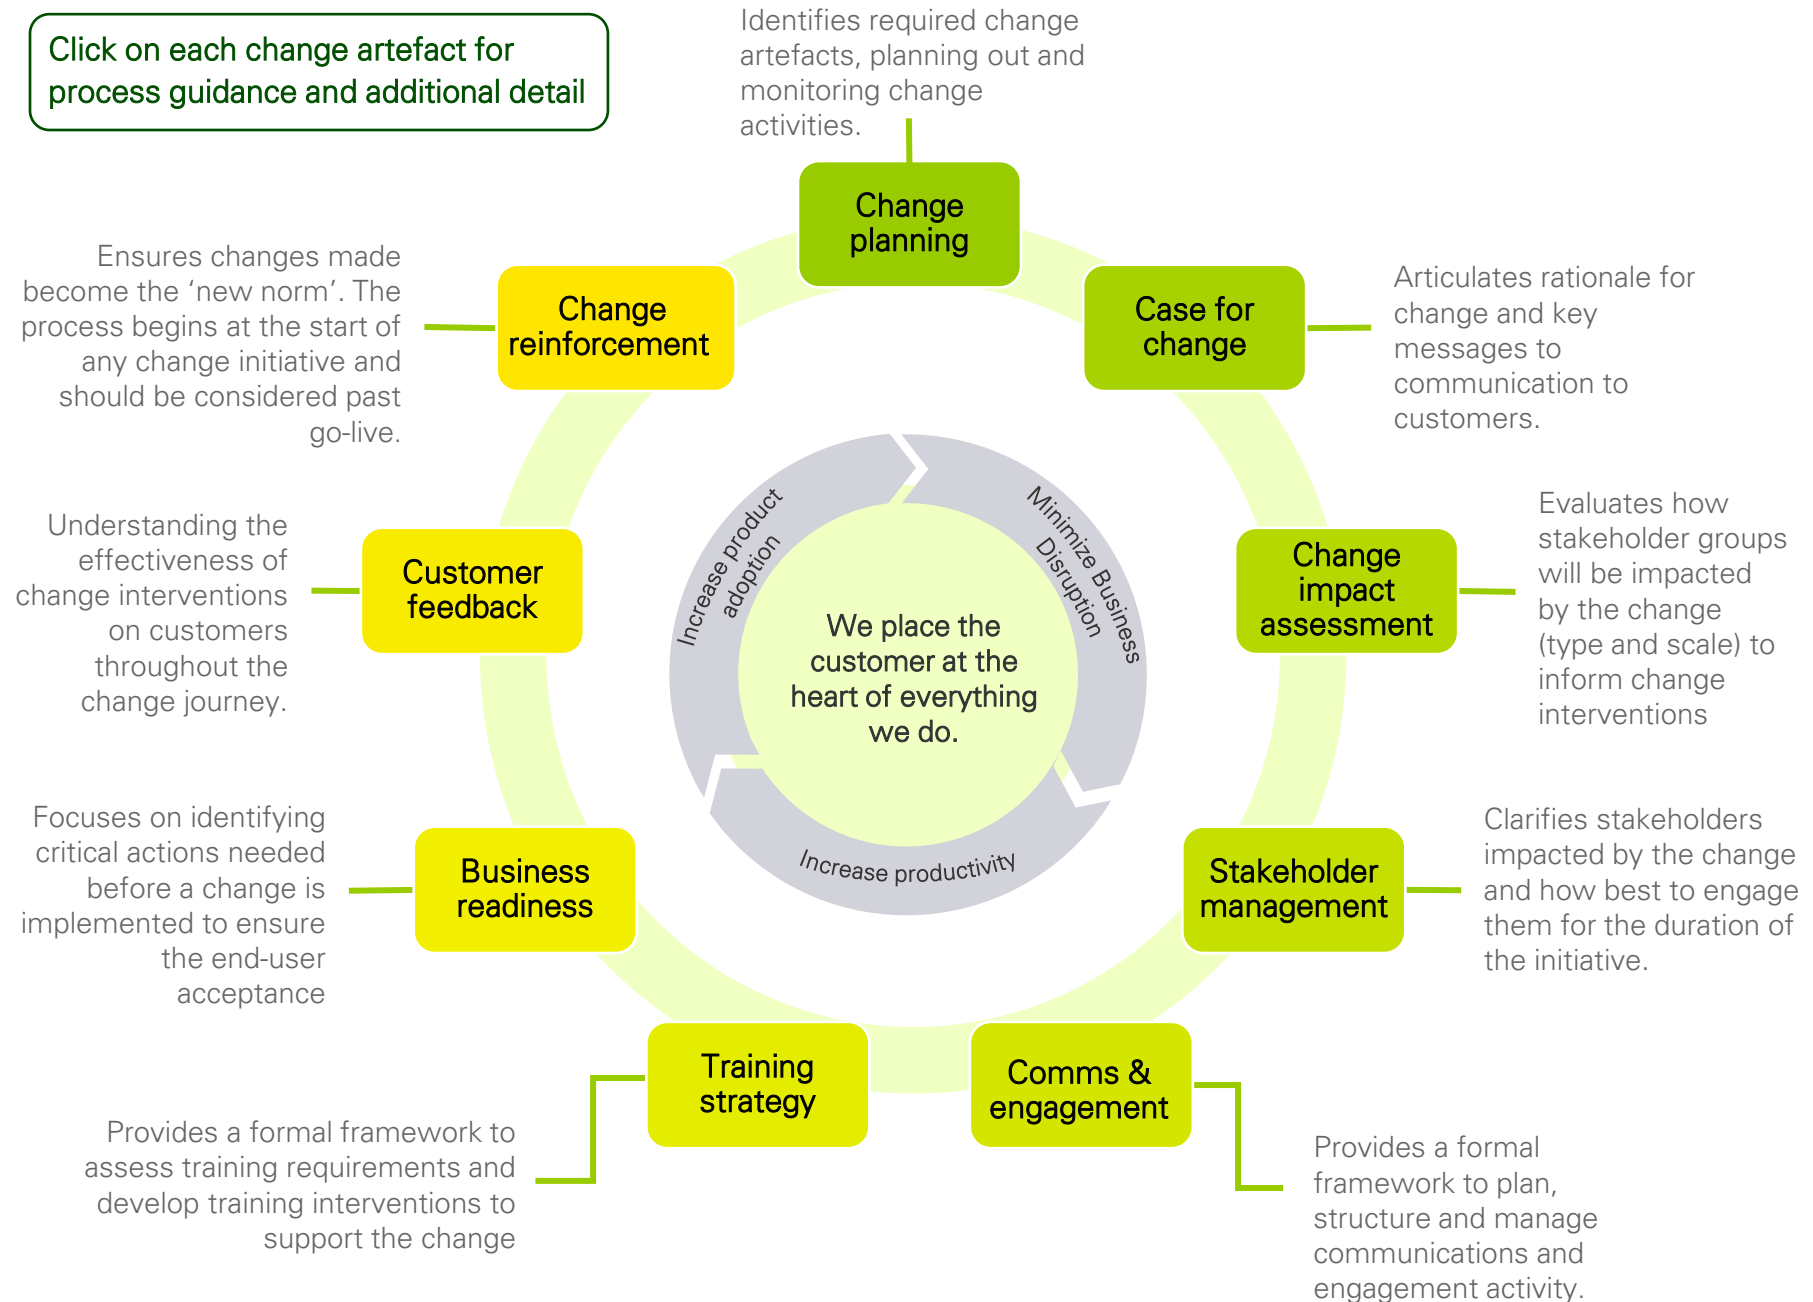 Click on each change artefact for
process guidance and additional detail
Identifies required change
artefacts, planning out and
monitoring change
activities.
Change
planning
Case for
change
Articulates rationale for
change and key
messages to
communication to
customers.
Change
impact
assessment
Evaluates how
stakeholder groups
will be impacted
by the change
(type and scale) to
inform change
interventions
Stakeholder
management
Clarifies stakeholders
impacted by the change
and how best to engage
them for the duration of
the initiative.
Comms &
engagement
Provides a formal
framework to plan,
structure and manage
communications and
engagement activity.
Training
strategy
Provides a formal framework to
assess training requirements and
develop training interventions to
support the change
Business
readiness
Focuses on identifying
critical actions needed
before a change is
implemented to ensure
the end-user
acceptance
Customer
feedback
Understanding the
effectiveness of
change interventions
on customers
throughout the
change journey.
Change
reinforcement
Ensures changes made
become the ‘new norm’. The
process begins at the start of
any change initiative and
should be considered past
go-live.
Minimize Business
Disruption
Increase productivity
Increase product
adoption
We place the
customer at the
heart of everything
we do.